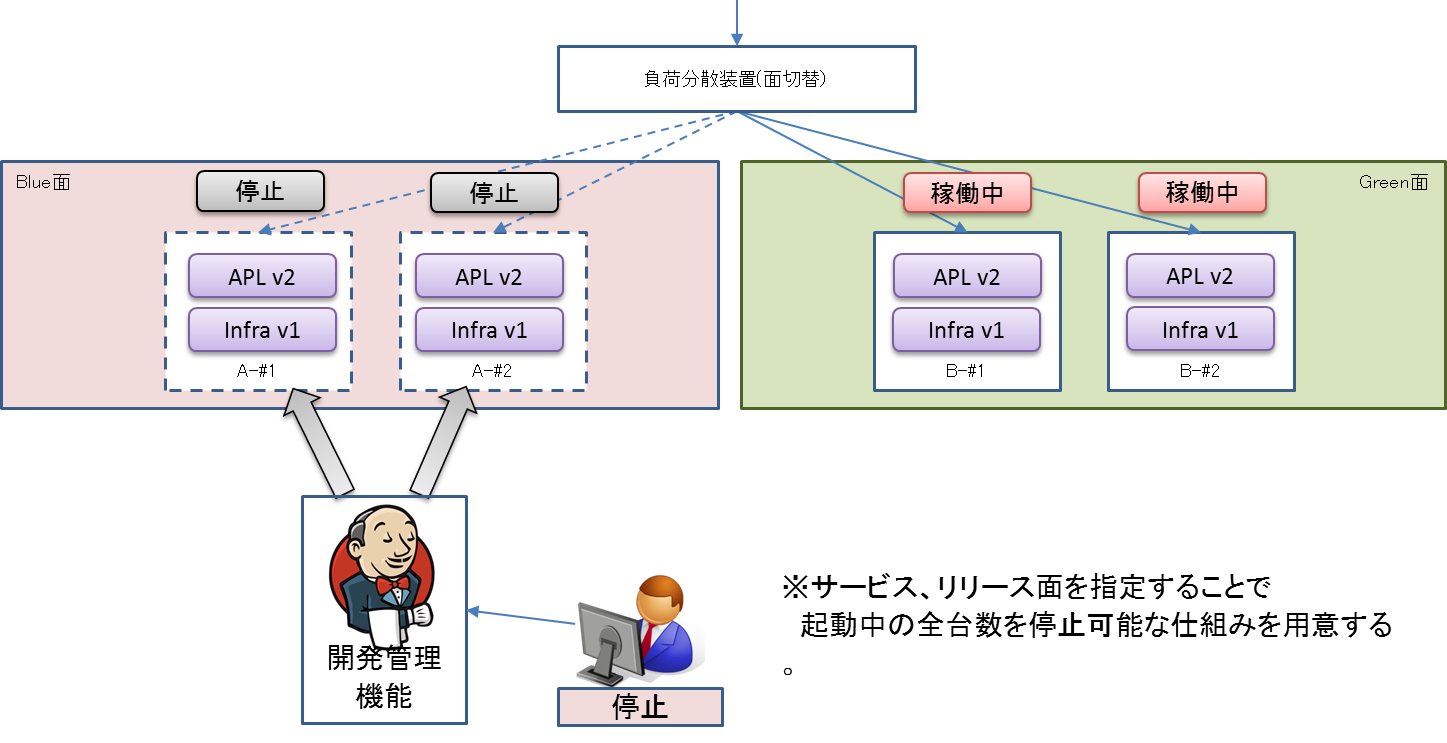 負荷分散装置(面切替)
Blue面
停止
停止
稼働中
稼働中
Green面
APL v2
APL v2
APL v2
APL v2
Infra v1
Infra v1
Infra v1
Infra v1
A-#1
A-#2
B-#1
B-#2
開発管理
機能
停止
※サービス、リリース面を指定することで
起動中の全台数を停止可能な仕組みを用意する
。